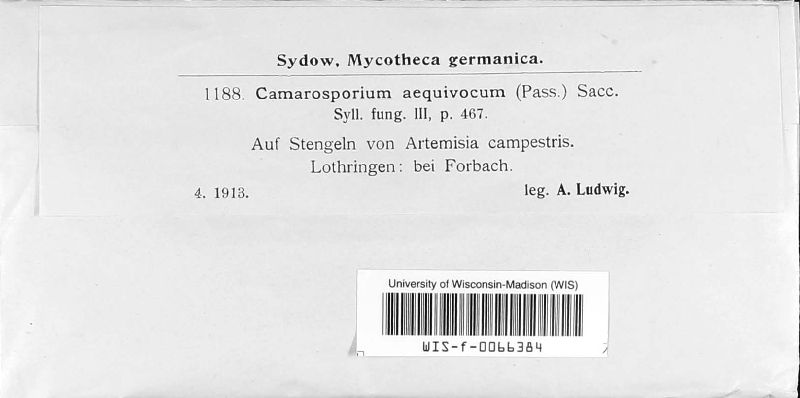 Sydow, Mycotheca germanica.
1188. Camarosporium aequivocum (Pass.) Sacc.
Syll. fung. III, p. 467.
Auf Stengeln von Artemisia campestris.
Lothringen: bei Forbach.
4. 1913. leg. A. Ludwig.
University of Wisconsin-Madison (WIS)
WIS-f-0066384